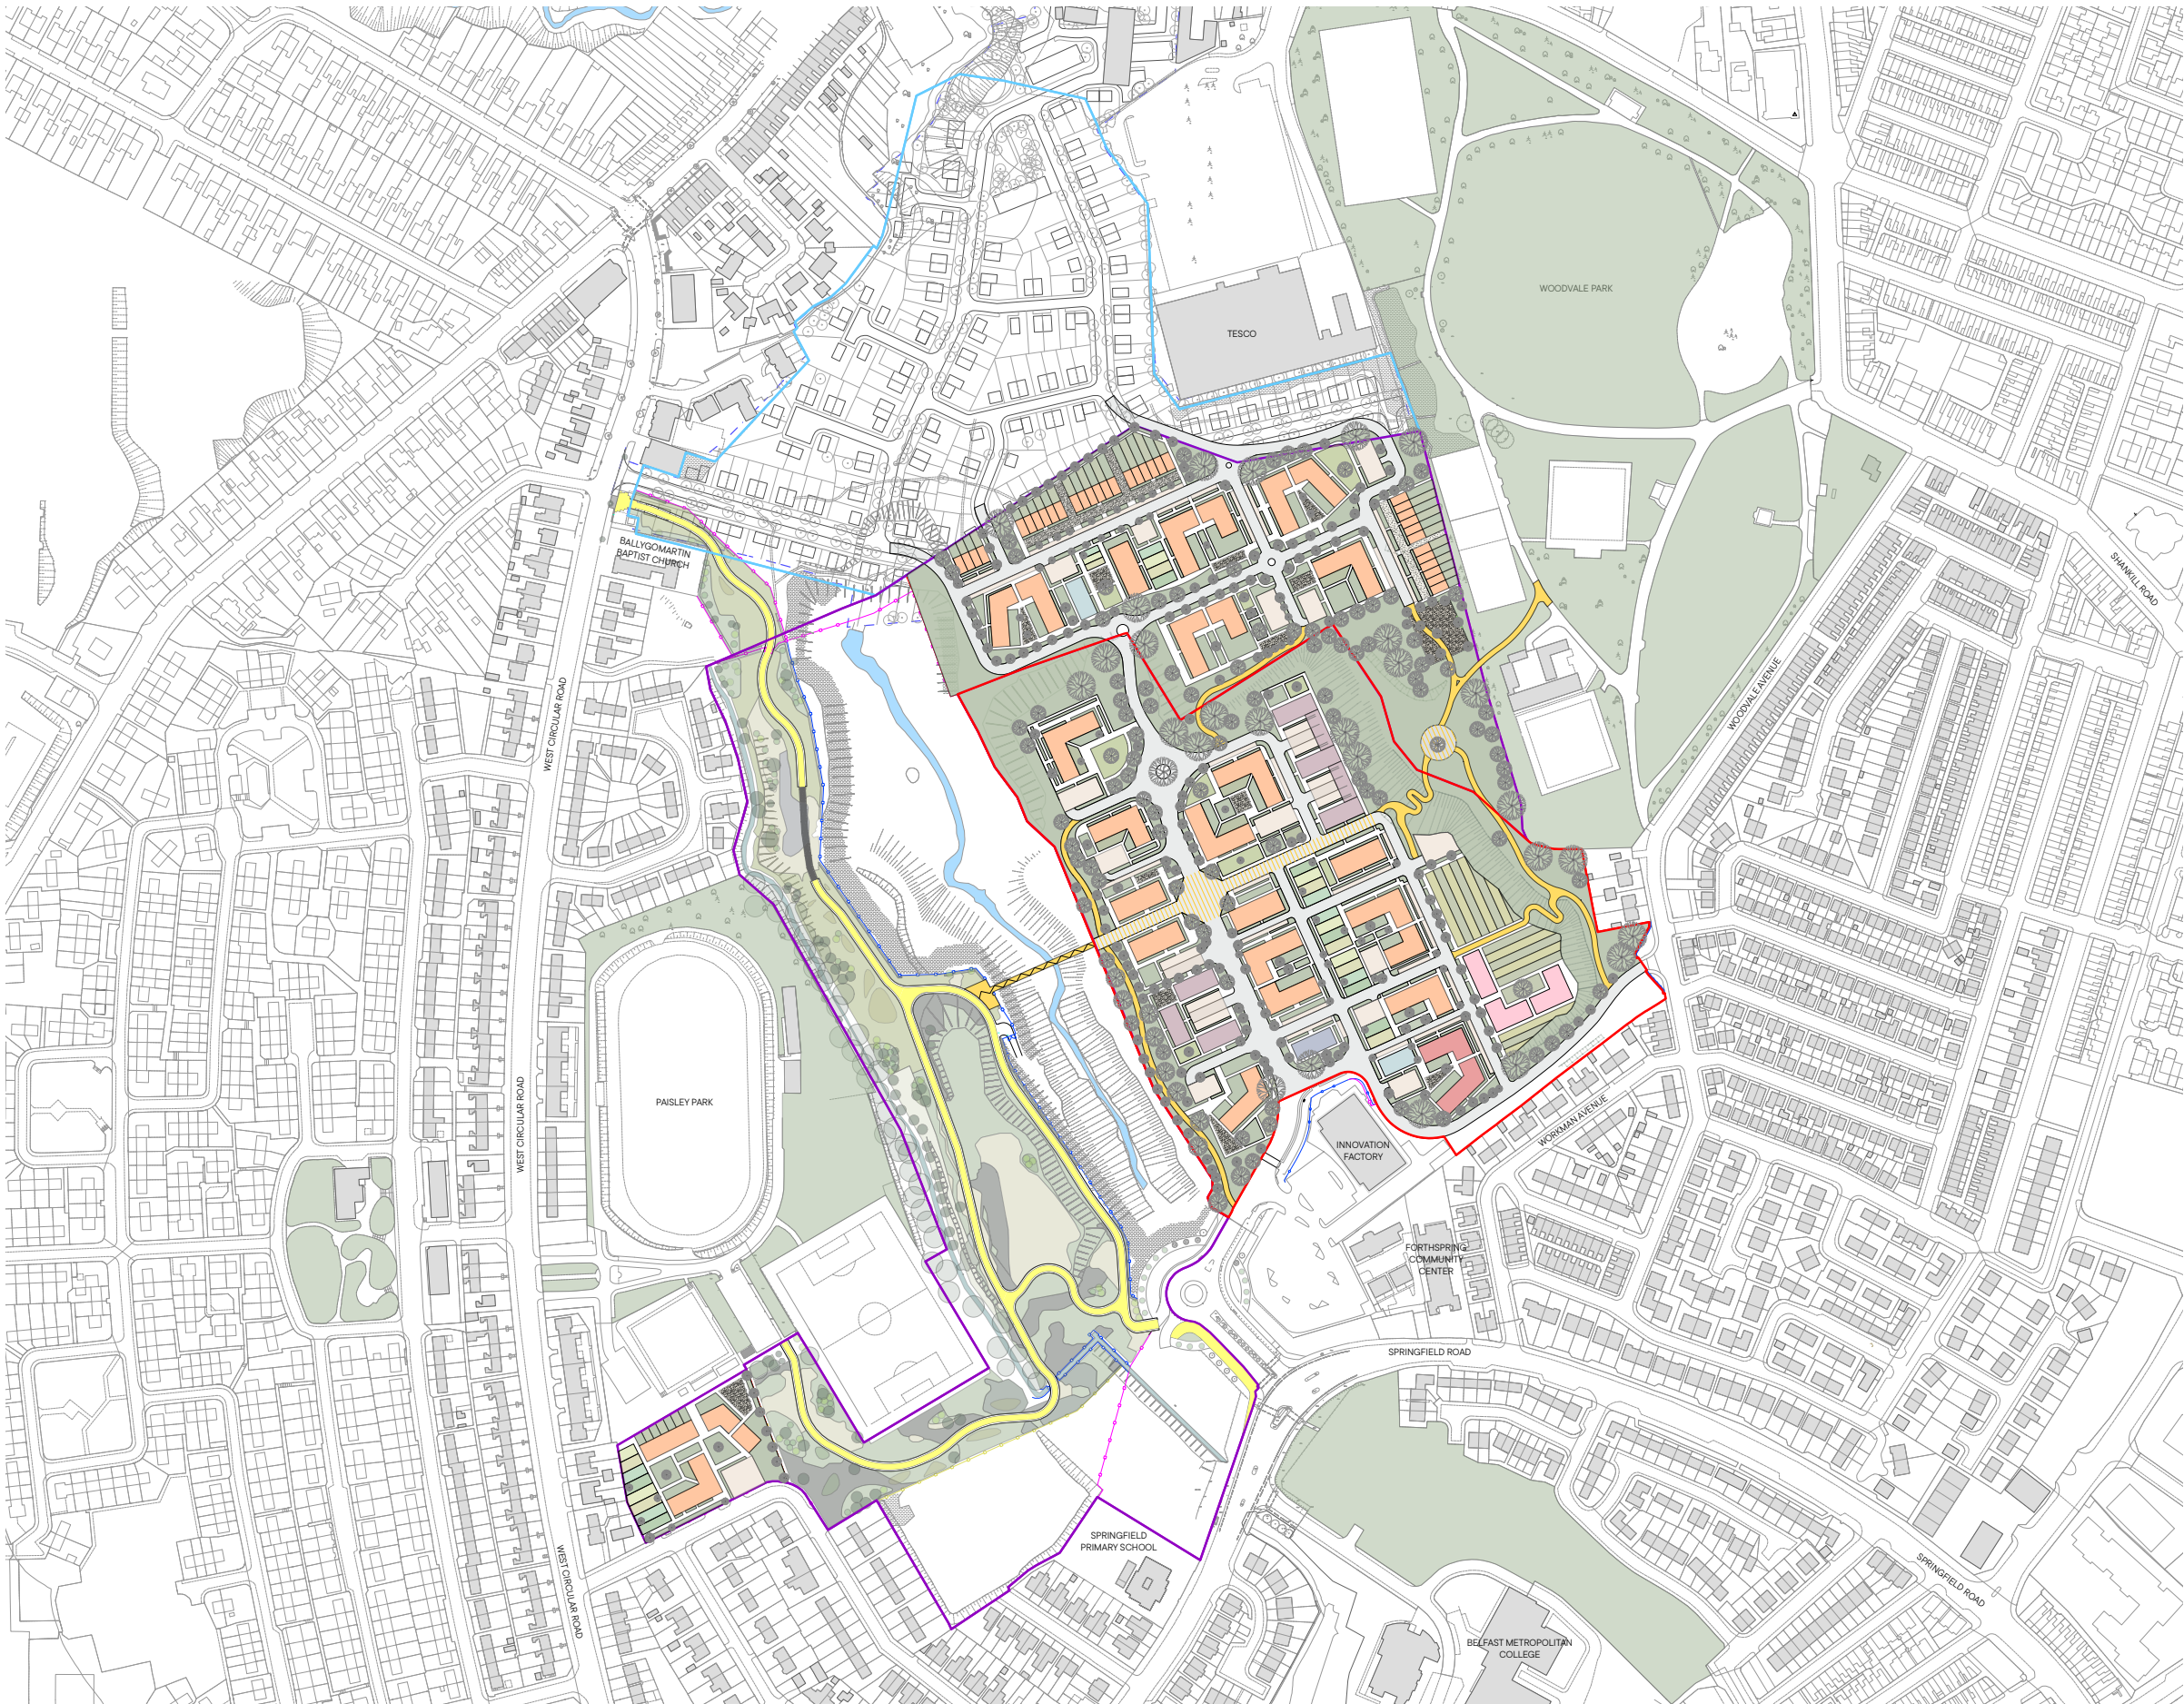 WOODVALE PARK
TESCO
BALLYGOMARTIN
BAPTIST CHURCH
SHANKILL ROAD
WOODVALE AVENUE
WEST CIRCULAR ROAD
WEST CIRCULAR ROAD
PAISLEY PARK
INNOVATION
FACTORY
WORKMAN AVENUE
FORTHSPRING
COMMUNITY
CENTER
SPRINGFIELD ROAD
SPRINGFIELD
PRIMARY SCHOOL
WEST CIRCULAR ROAD
SPRINGFIELD ROAD
BELFAST METROPOLITAN
COLLEGE